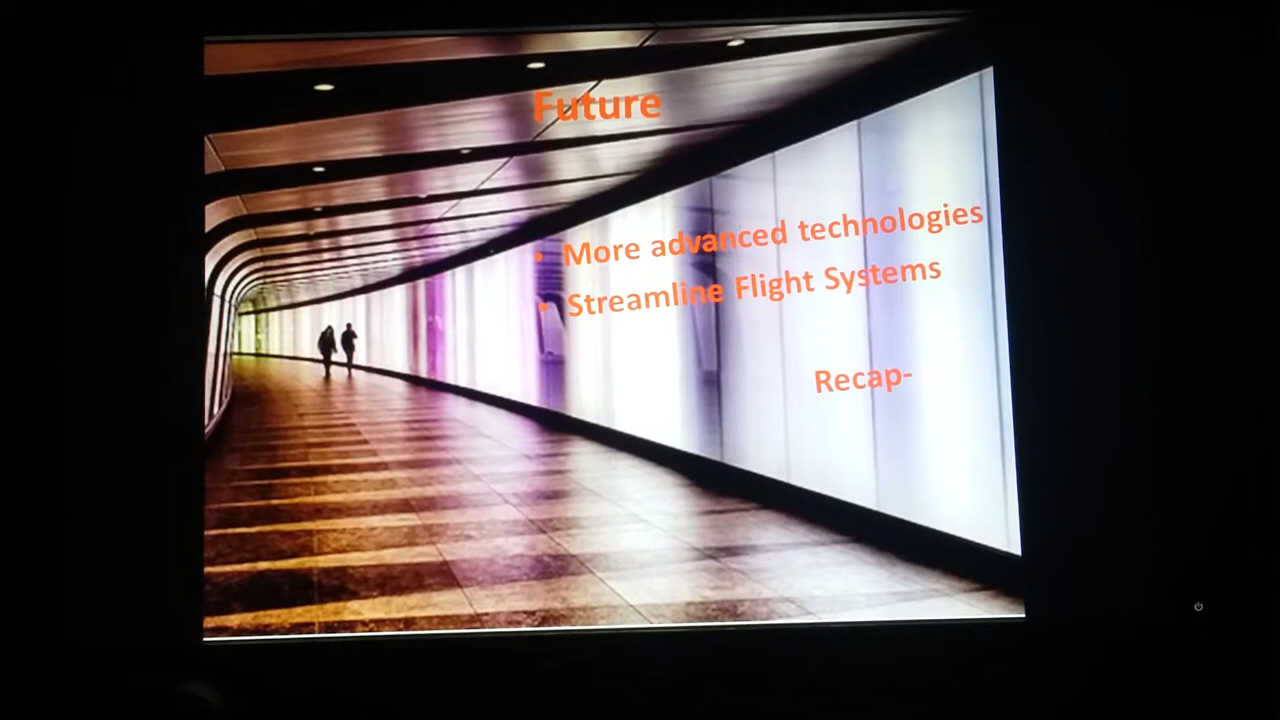 Future
• More advanced technologies
• Streamline Flight Systems
Recap-